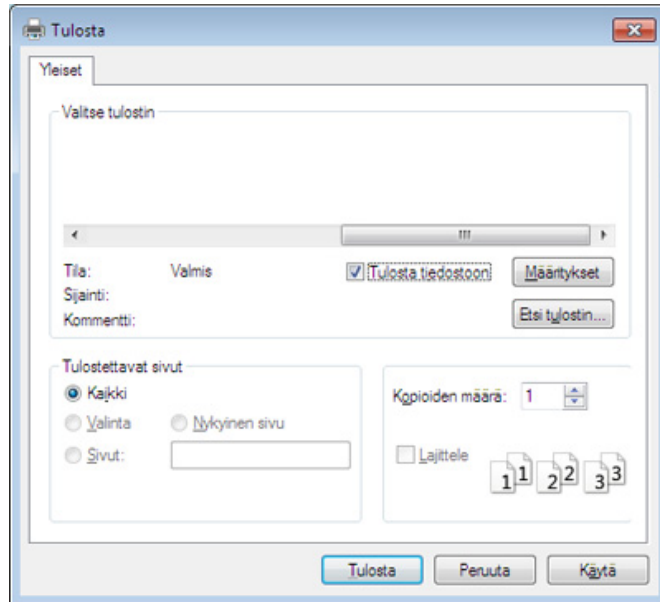 Tulosta
Yleiset
Valitse tulostin
Tila: Valmis Tulosta tiedostoon Määritykset
Sijainti:
Kommentti: Etsi tulostin...
Tulostettavat sivut
Kaikki
Valinta Nykyinen sivu
Sivut:
Kopioiden määrä: 1
Lajittele
1 1 2 2 3 3
Tulosta Peruuta Käytä